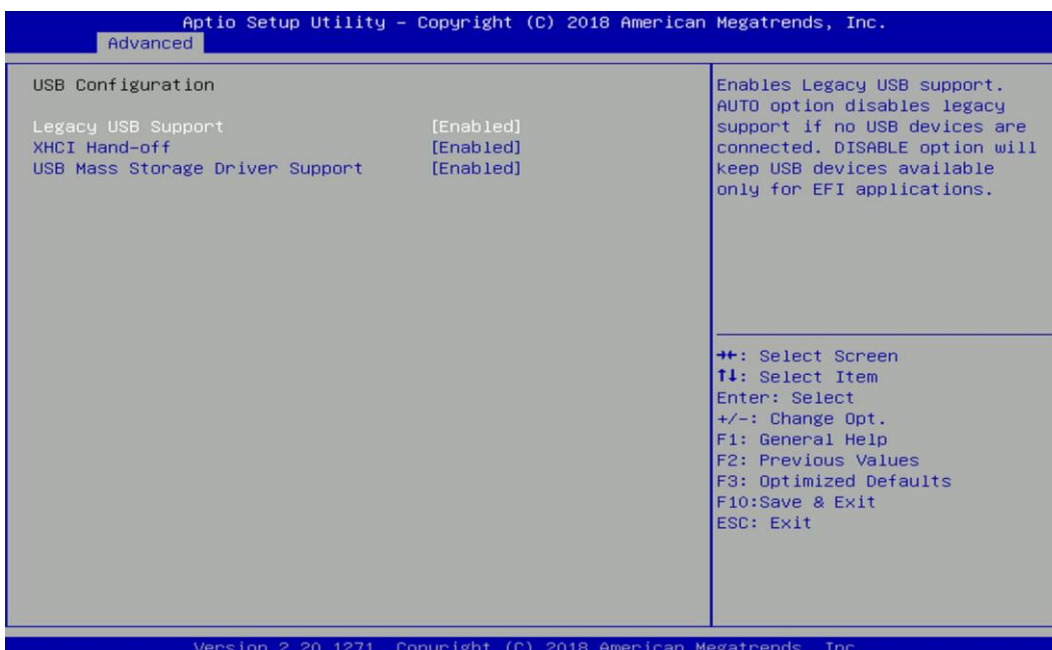 Aptio Setup Utility – Copyright (C) 2018 American Megatrends, Inc.
Advanced
USB Configuration
Legacy USB Support [Enabled]
XHCI Hand-off [Enabled]
USB Mass Storage Driver Support [Enabled]
Enables Legacy USB support.
AUTO option disables legacy
support if no USB devices are
connected. DISABLE option will
keep USB devices available
only for EFI applications.
→←: Select Screen
↑↓: Select Item
Enter: Select
+/-: Change Opt.
F1: General Help
F2: Previous Values
F3: Optimized Defaults
F10:Save & Exit
ESC: Exit
Version 2.20.1271. Copyright (C) 2018 American Megatrends, Inc.